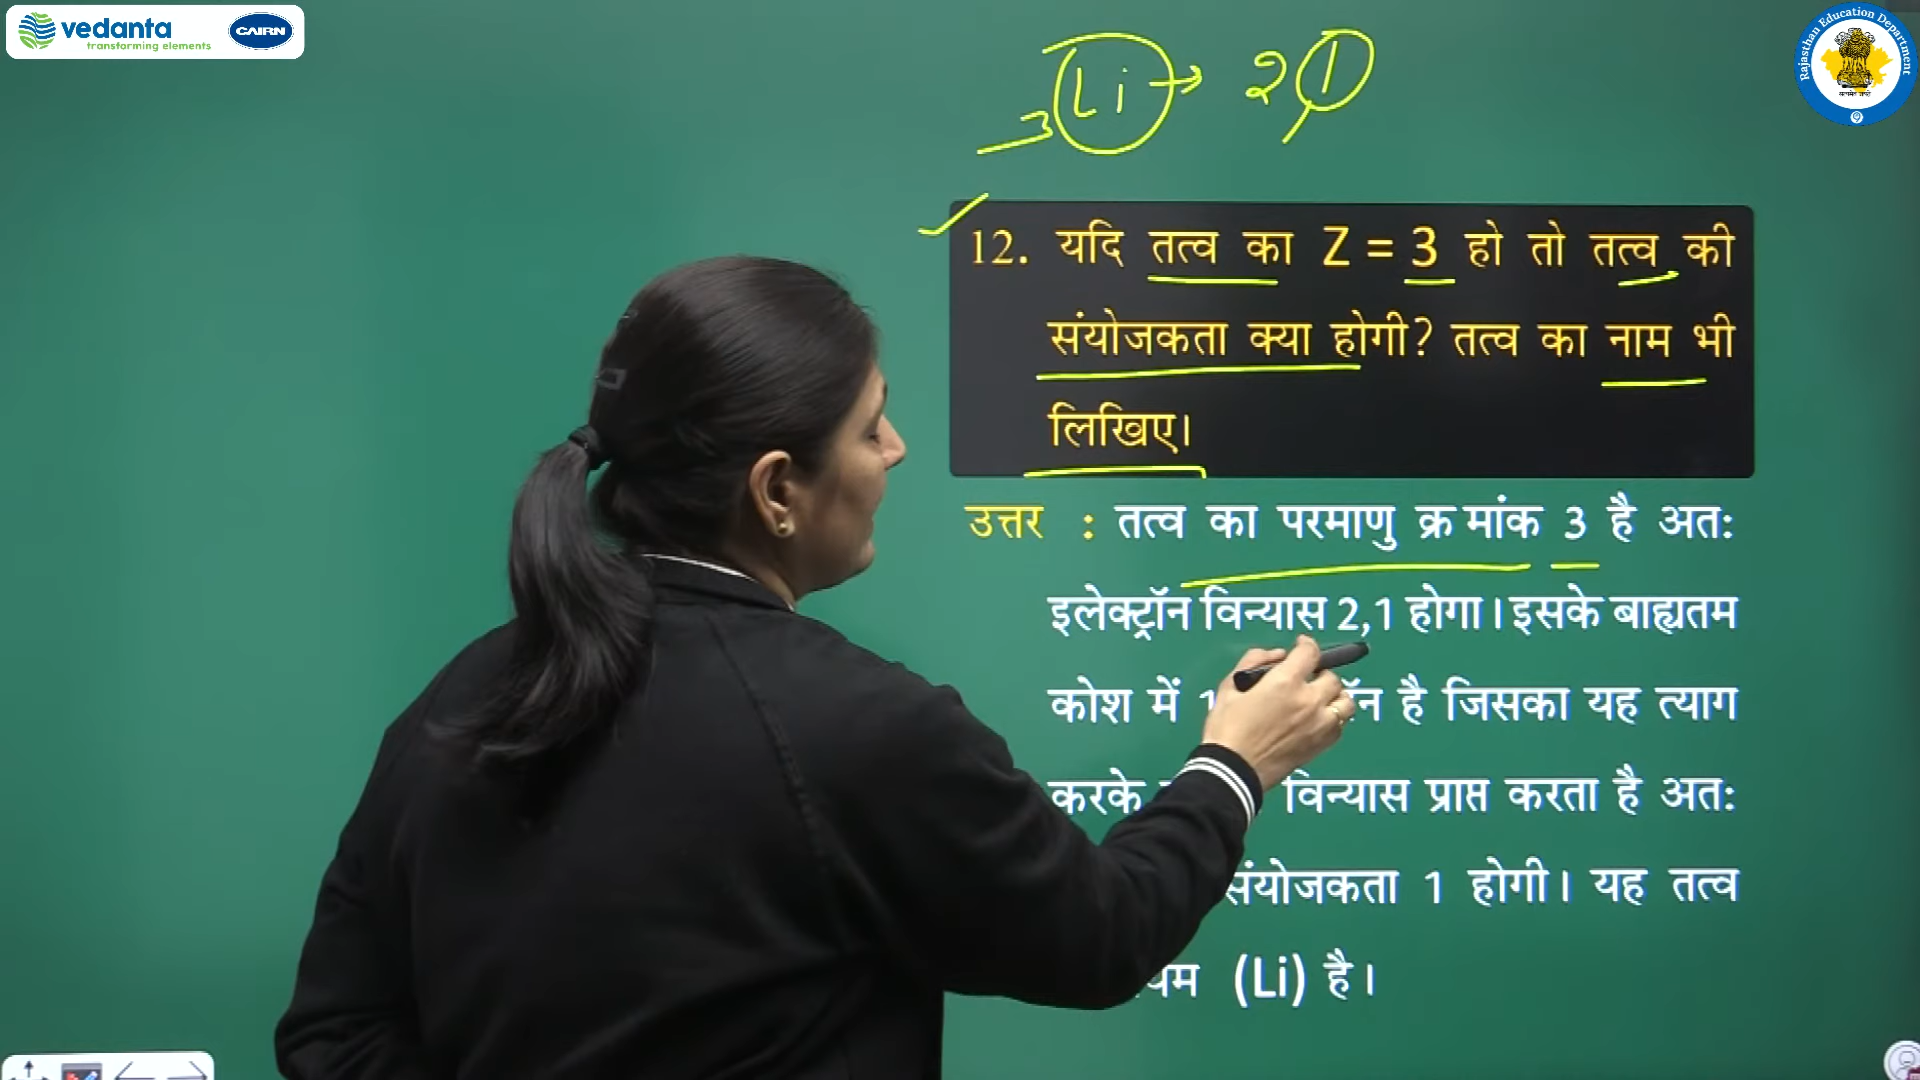 vedanta
transforming elements
CAIRN
Rajasthan Education Department
3 Li → 2 1
12. यदि तत्व का Z = 3 हो तो तत्व की
संयोजकता क्या होगी? तत्व का नाम भी
लिखिए।
उत्तर : तत्व का परमाणु क्रमांक 3 है अत:
इलेक्ट्रॉन विन्यास 2,1 होगा। इसके बाह्यतम
कोश में है जिसका यह त्याग
करके विन्यास प्राप्त करता है अत:
संयोजकता 1 होगी। यह तत्व
(Li) है।